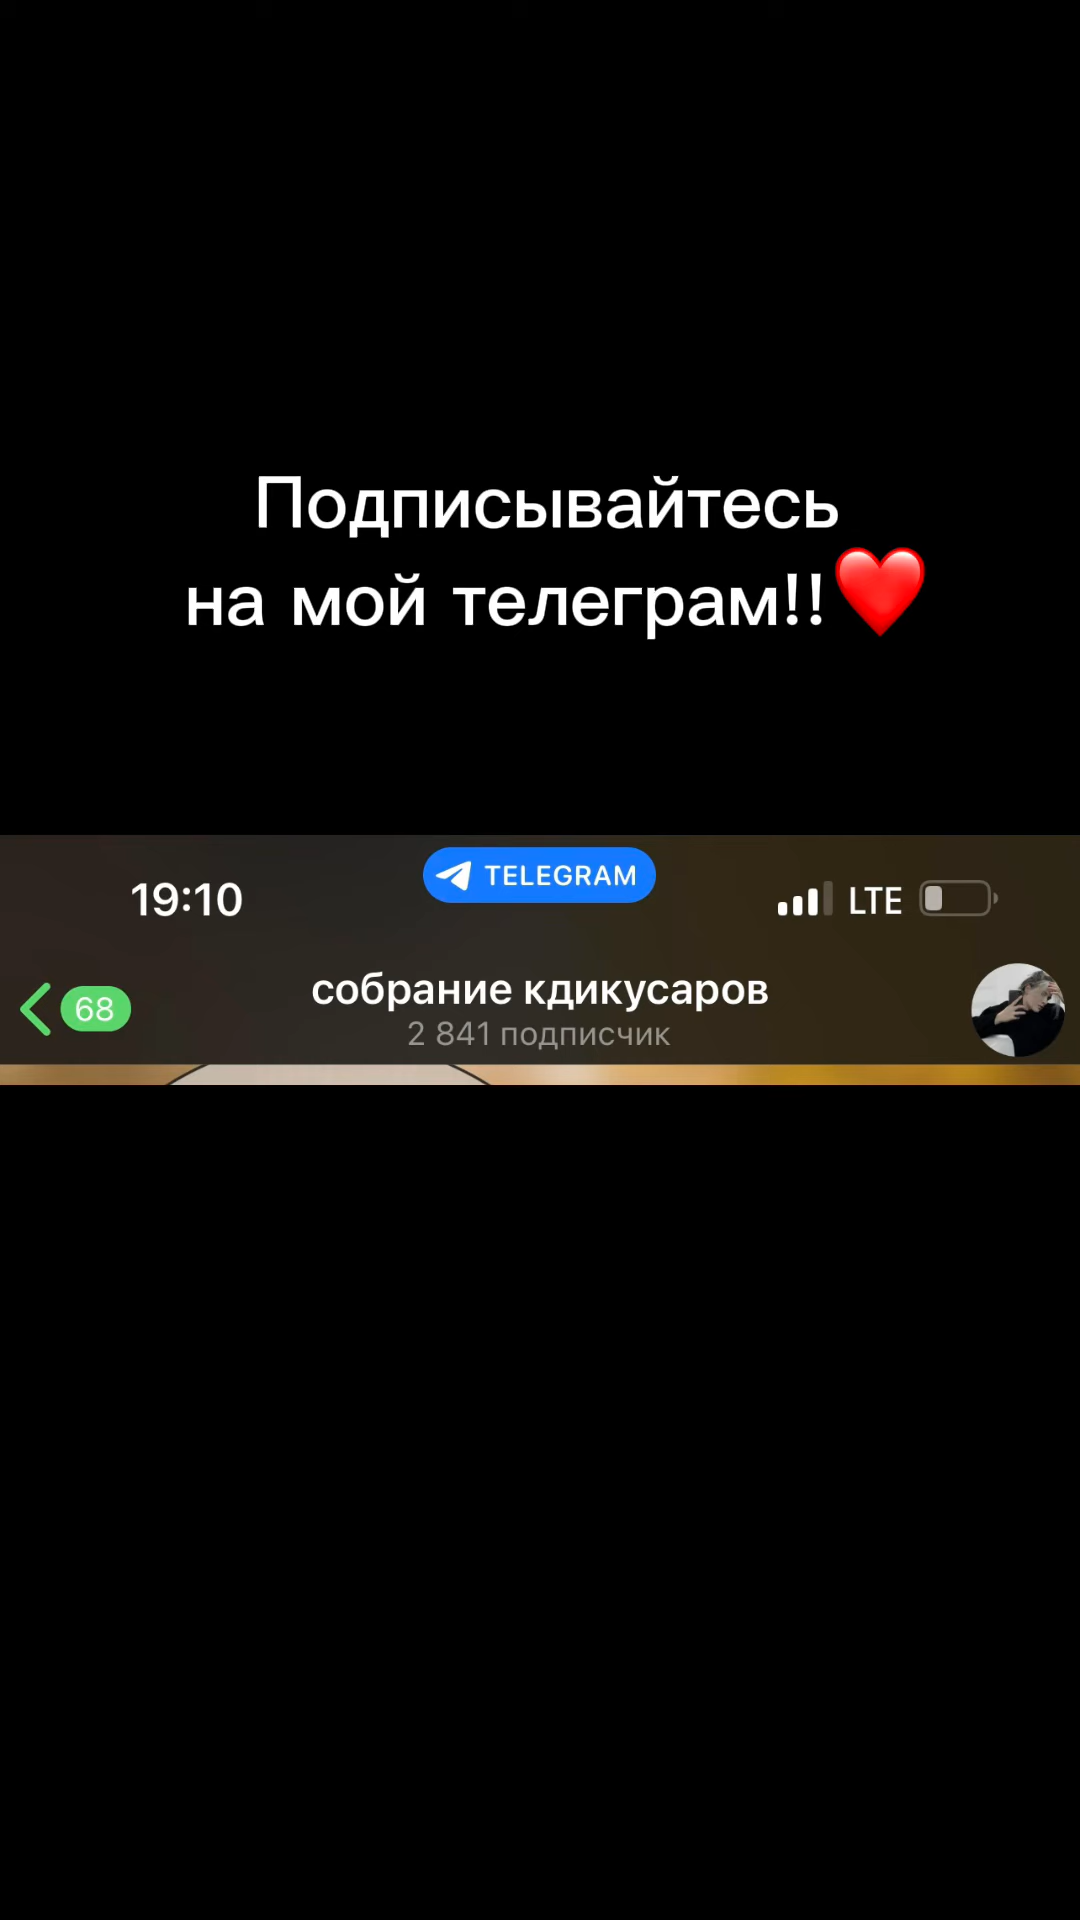 Подписывайтесь
на мой телеграм!!❤️
19:10
TELEGRAM
LTE
68
собрание кдикусаров
2 841 подписчик